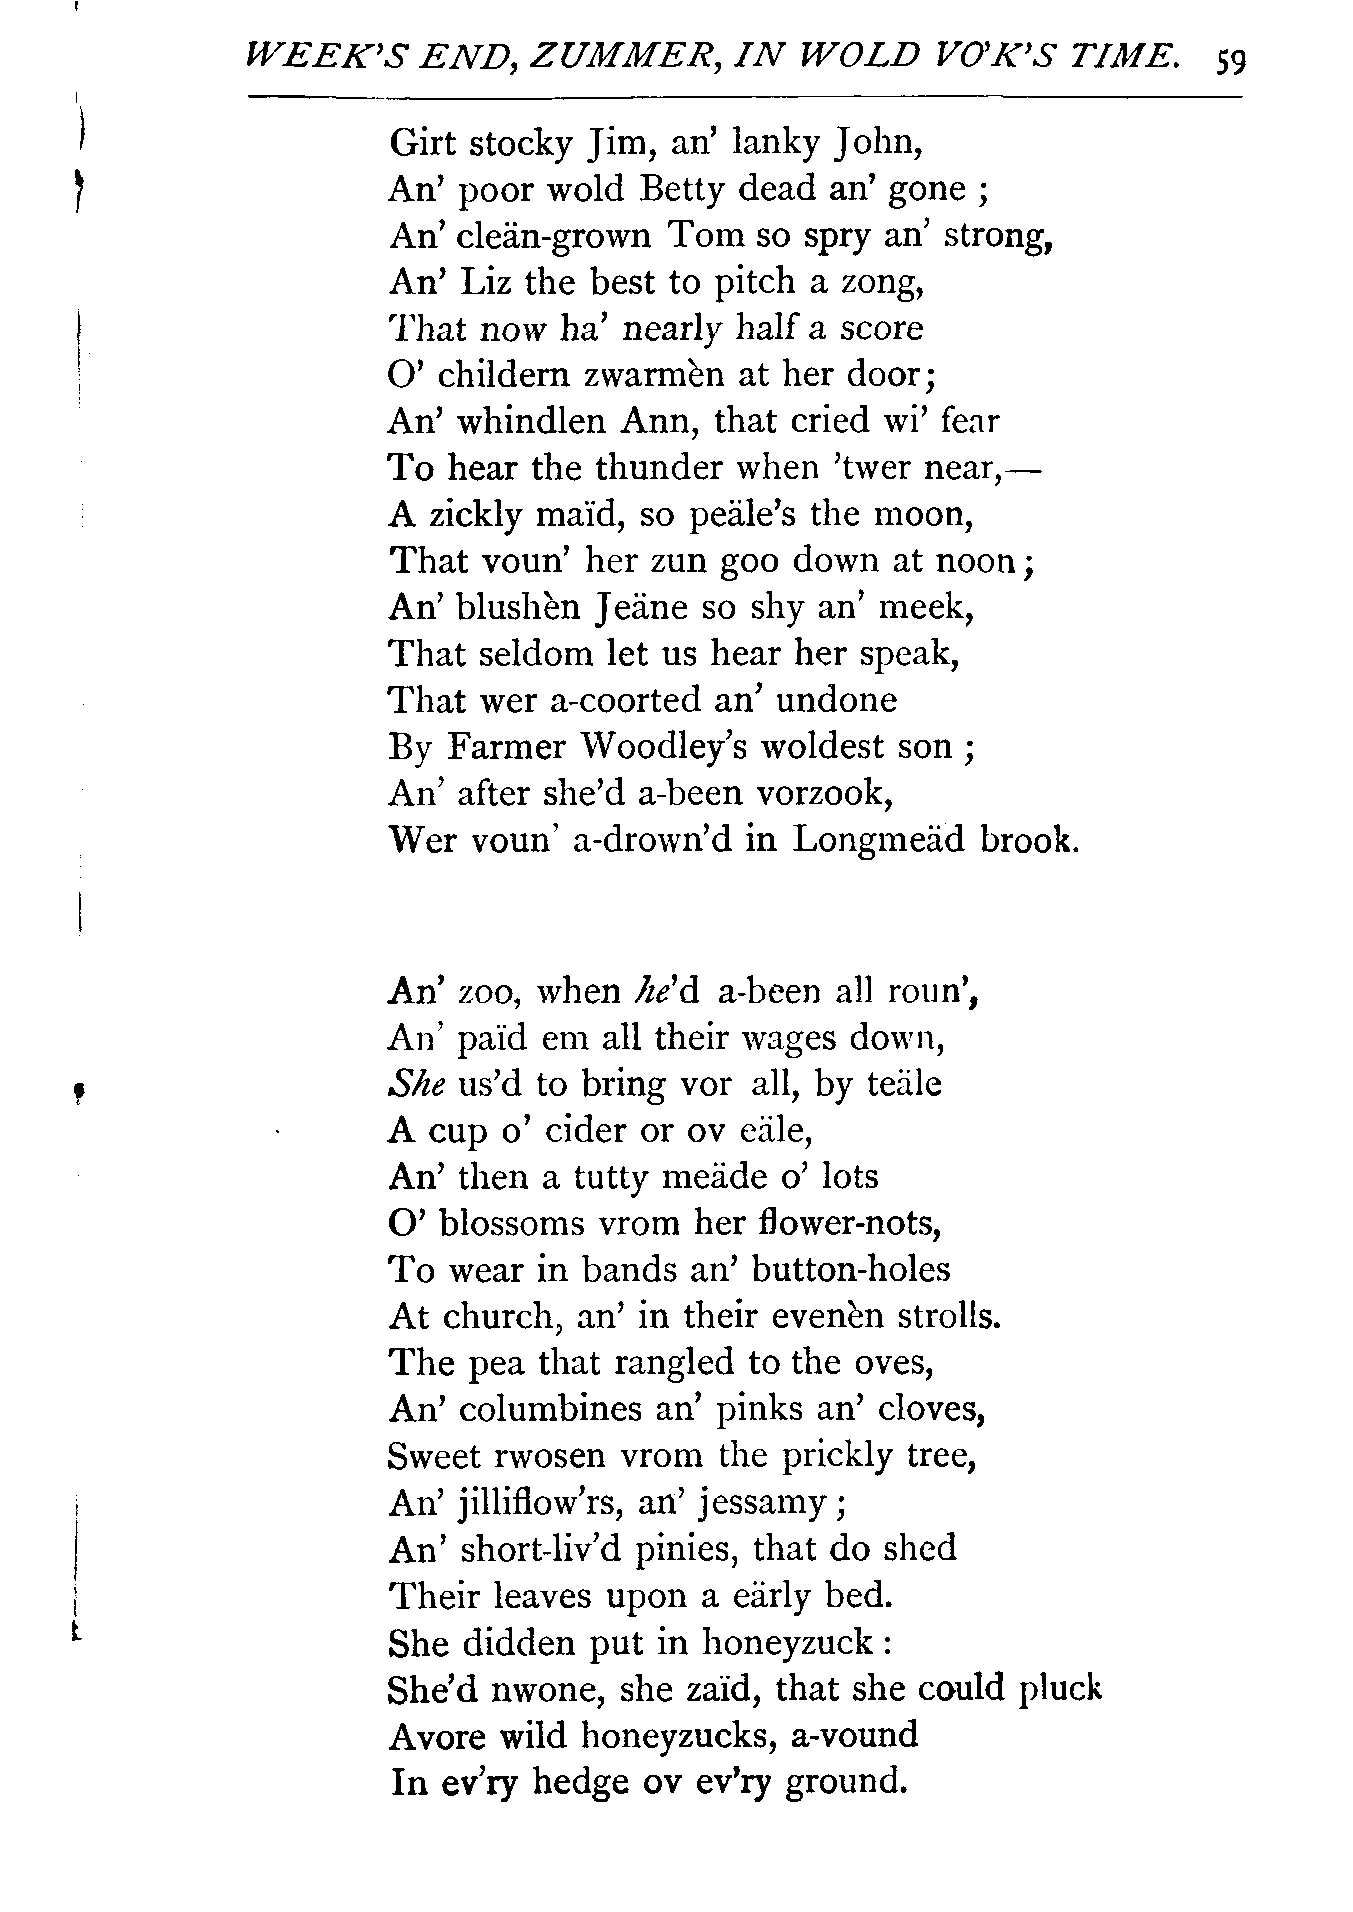 WEEK'S END, ZUMMER, IN WOLD VO'K'S TIME. 59
Girt stocky Jim, an' lanky John,
An' poor wold Betty dead an' gone ;
An' cleän-grown Tom so spry an' strong,
An' Liz the best to pitch a zong,
That now ha' nearly half a score
O' childern zwarmèn at her door;
An' whindlen Ann, that cried wi' fear
To hear the thunder when 'twer near,—
A zickly maïd, so peäle's the moon,
That voun' her zun goo down at noon;
An' blushèn Jeäne so shy an' meek,
That seldom let us hear her speak,
That wer a-coorted an' undone
By Farmer Woodley's woldest son ;
An' after she'd a-been vorzook,
Wer voun' a-drown'd in Longmeäd brook.
An' zoo, when he'd a-been all roun',
An' païd em all their wages down,
She us'd to bring vor all, by teäle
A cup o' cider or ov eäle,
An' then a tutty meäde o' lots
O' blossoms vrom her flower-nots,
To wear in bands an' button-holes
At church, an' in their evenèn strolls.
The pea that rangled to the oves,
An' columbines an' pinks an' cloves,
Sweet rwosen vrom the prickly tree,
An' jilliflow'rs, an' jessamy ;
An' short-liv'd pinies, that do shed
Their leaves upon a eärly bed.
She didden put in honeyzuck :
She'd nwone, she zaïd, that she could pluck
Avore wild honeyzucks, a-vound
In ev'ry hedge ov ev'ry ground.